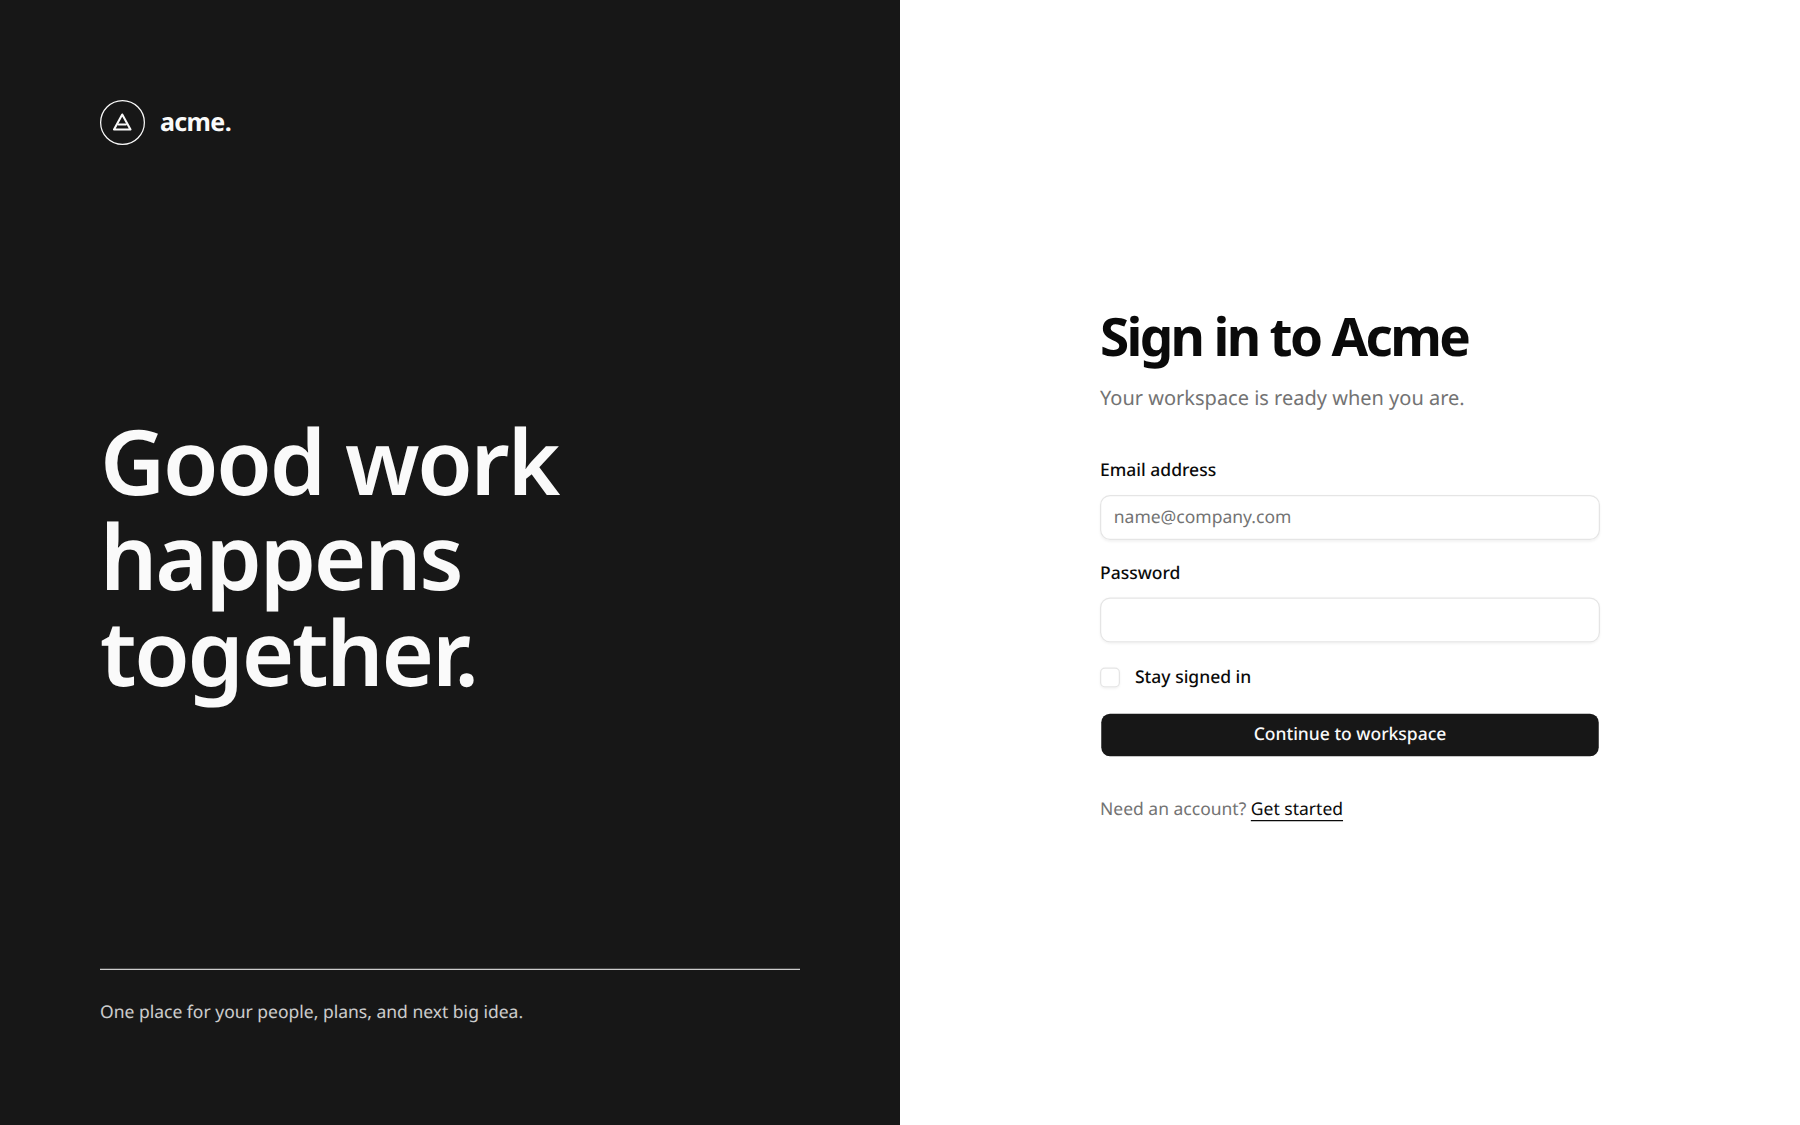 acme.
Good work
happens
together.
One place for your people, plans, and next big idea.
Sign in to Acme
Your workspace is ready when you are.
Email address
name@company.com
Password
Stay signed in
Continue to workspace
Need an account? Get started